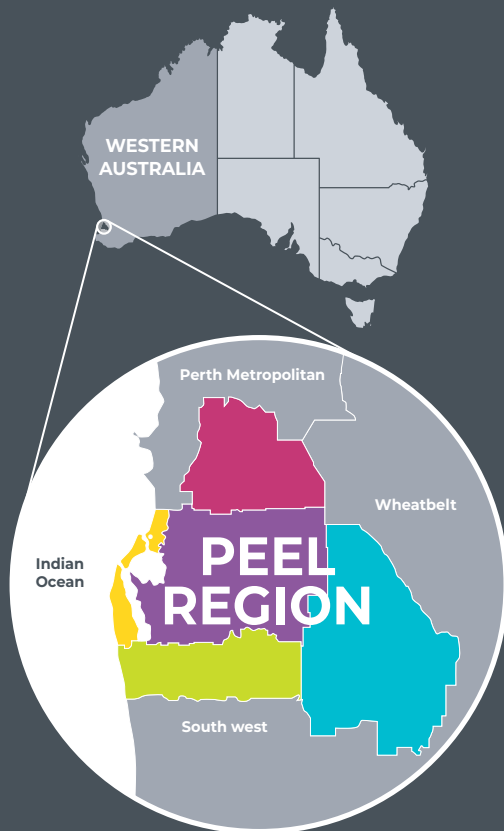 WESTERN
AUSTRALIA
Perth Metropolitan
Wheatbelt
Indian
Ocean
PEEL
REGION
South west